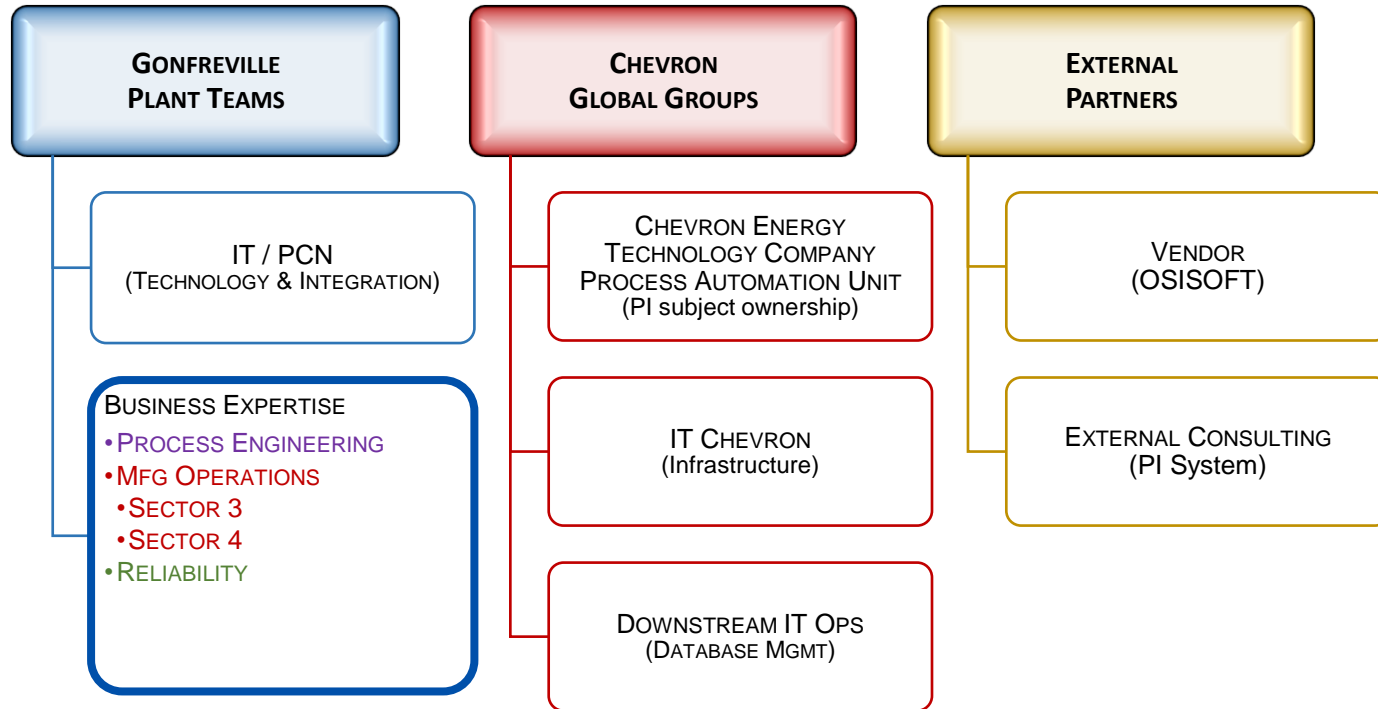 GONFREVILLE
PLANT TEAMS
IT / PCN
(TECHNOLOGY & INTEGRATION)
BUSINESS EXPERTISE
•PROCESS ENGINEERING
•MFG OPERATIONS
•SECTOR 3
•SECTOR 4
•RELIABILITY
CHEVRON
GLOBAL GROUPS
CHEVRON ENERGY
TECHNOLOGY COMPANY
PROCESS AUTOMATION UNIT
(PI subject ownership)
IT CHEVRON
(Infrastructure)
DOWNSTREAM IT OPS
(DATABASE MGMT)
EXTERNAL
PARTNERS
VENDOR
(OSISOFT)
EXTERNAL CONSULTING
(PI System)